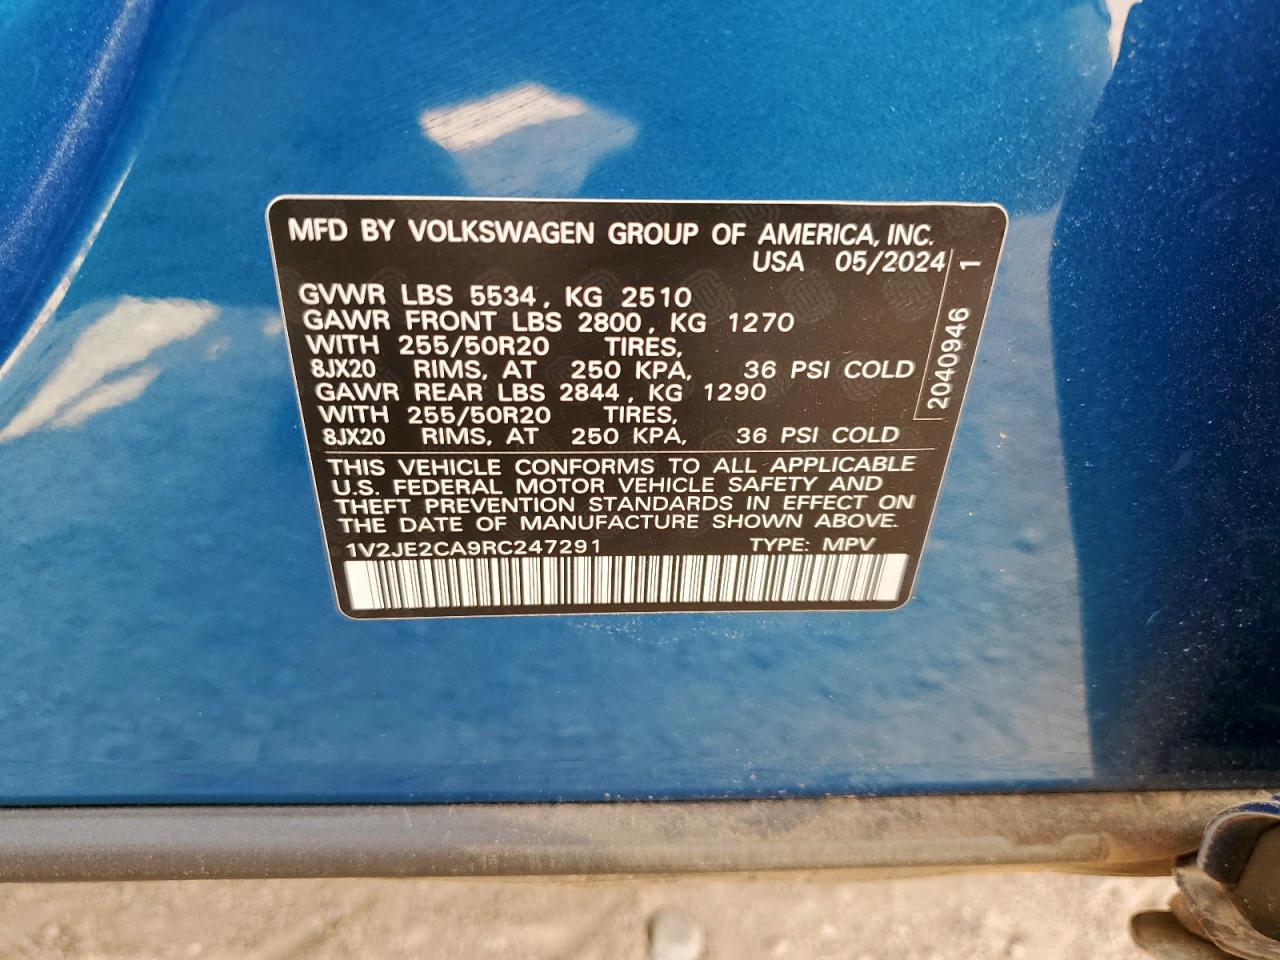 MFD BY VOLKSWAGEN GROUP OF AMERICA, INC.
USA 05/2024
GVWR LBS 5534, KG 2510
GAWR FRONT LBS 2800, KG 1270
WITH 255/50R20 TIRES,
8JX20 RIMS, AT 250 KPA, 36 PSI COLD
GAWR REAR LBS 2844, KG 1290
WITH 255/50R20 TIRES,
8JX20 RIMS, AT 250 KPA, 36 PSI COLD
THIS VEHICLE CONFORMS TO ALL APPLICABLE
U.S. FEDERAL MOTOR VEHICLE SAFETY AND
THEFT PREVENTION STANDARDS IN EFFECT ON
THE DATE OF MANUFACTURE SHOWN ABOVE.
1V2JE2CA9RC247291 TYPE: MPV
2040946 1